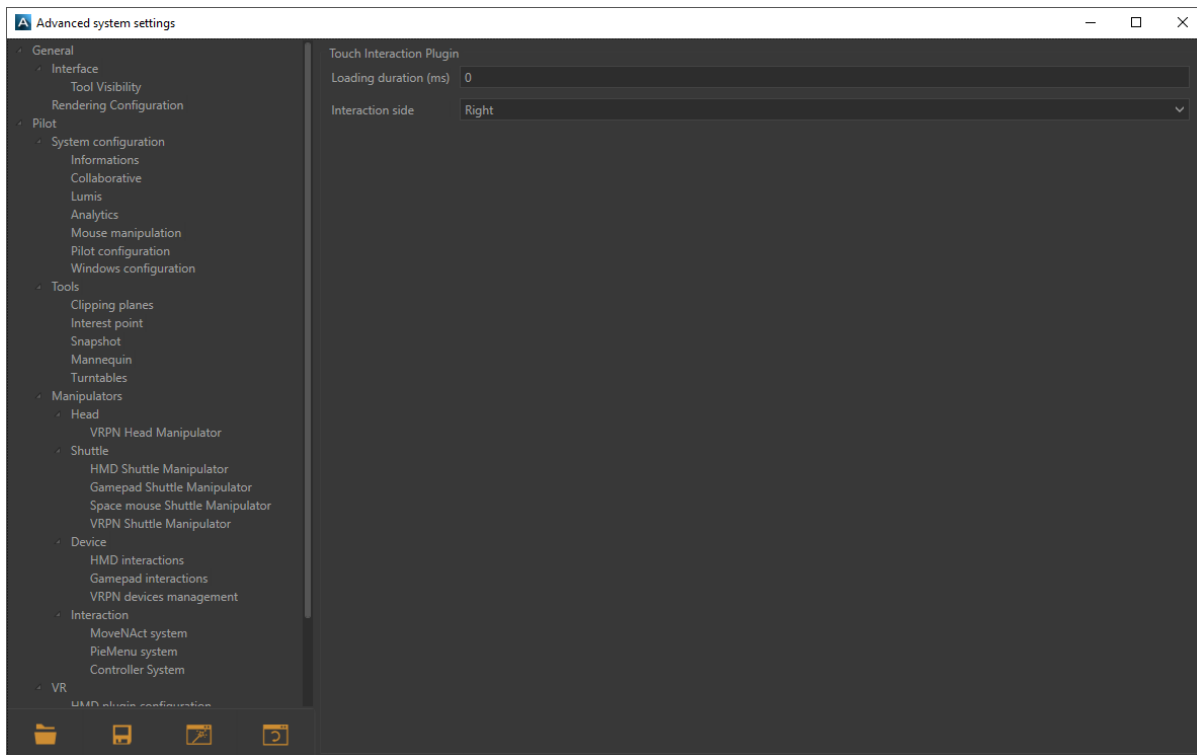 Advanced system settings
General
Interface
Tool Visibility
Rendering Configuration
Pilot
System configuration
Informations
Collaborative
Lumis
Analytics
Mouse manipulation
Pilot configuration
Windows configuration
Tools
Clipping planes
Interest point
Snapshot
Mannequin
Turntables
Manipulators
Head
VRPN Head Manipulator
Shuttle
HMD Shuttle Manipulator
Gamepad Shuttle Manipulator
Space mouse Shuttle Manipulator
VRPN Shuttle Manipulator
Device
HMD interactions
Gamepad interactions
VRPN devices management
Interaction
MoveNAct system
PieMenu system
Controller System
VR
HMD plugin configuration
Touch Interaction Plugin
Loading duration (ms) 0
Interaction side Right